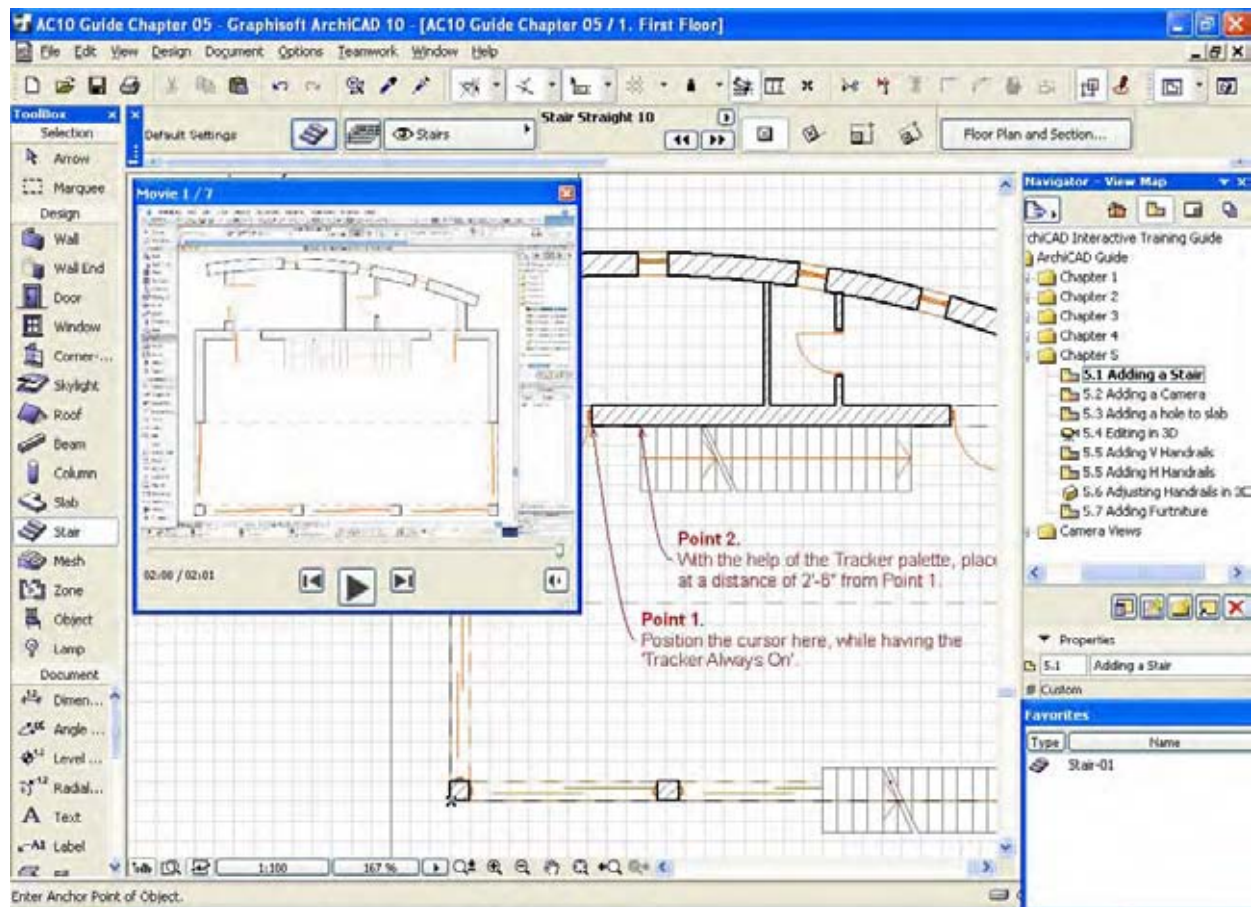 AC10 Guide Chapter 05 - Graphisoft ArchiCAD 10 - [AC10 Guide Chapter 05 / 1. First Floor]
File Edit View Design Document Options Teamwork Window Help
ToolBox
Selection
Arrow
Marquee
Design
Wall
Wall End
Door
Window
Corner-...
Skylight
Roof
Beam
Column
Slab
Stair
Mesh
Zone
Object
Lamp
Document
Dimen...
Angle ...
Level ...
Radial...
Text
Label
Default Settings
Stairs
Stair Straight 10
Floor Plan and Section...
Movie 1 / 7
02:00 / 02:01
Point 2.
With the help of the Tracker palette, place
at a distance of 2'-6" from Point 1.
Point 1.
Position the cursor here, while having the
'Tracker Always On'.
Navigator - View Map
chiCAD Interactive Training Guide
ArchiCAD Guide
Chapter 1
Chapter 2
Chapter 3
Chapter 4
Chapter 5
5.1 Adding a Stair
5.2 Adding a Camera
5.3 Adding a hole to slab
5.4 Editing in 3D
5.5 Adding V Handrails
5.5 Adding H Handrails
5.6 Adjusting Handrails in 3D
5.7 Adding Furtniture
Camera Views
Properties
5.1 Adding a Stair
Custom
Favorites
Type Name
Stair-01
1:100 167 %
Enter Anchor Point of Object.